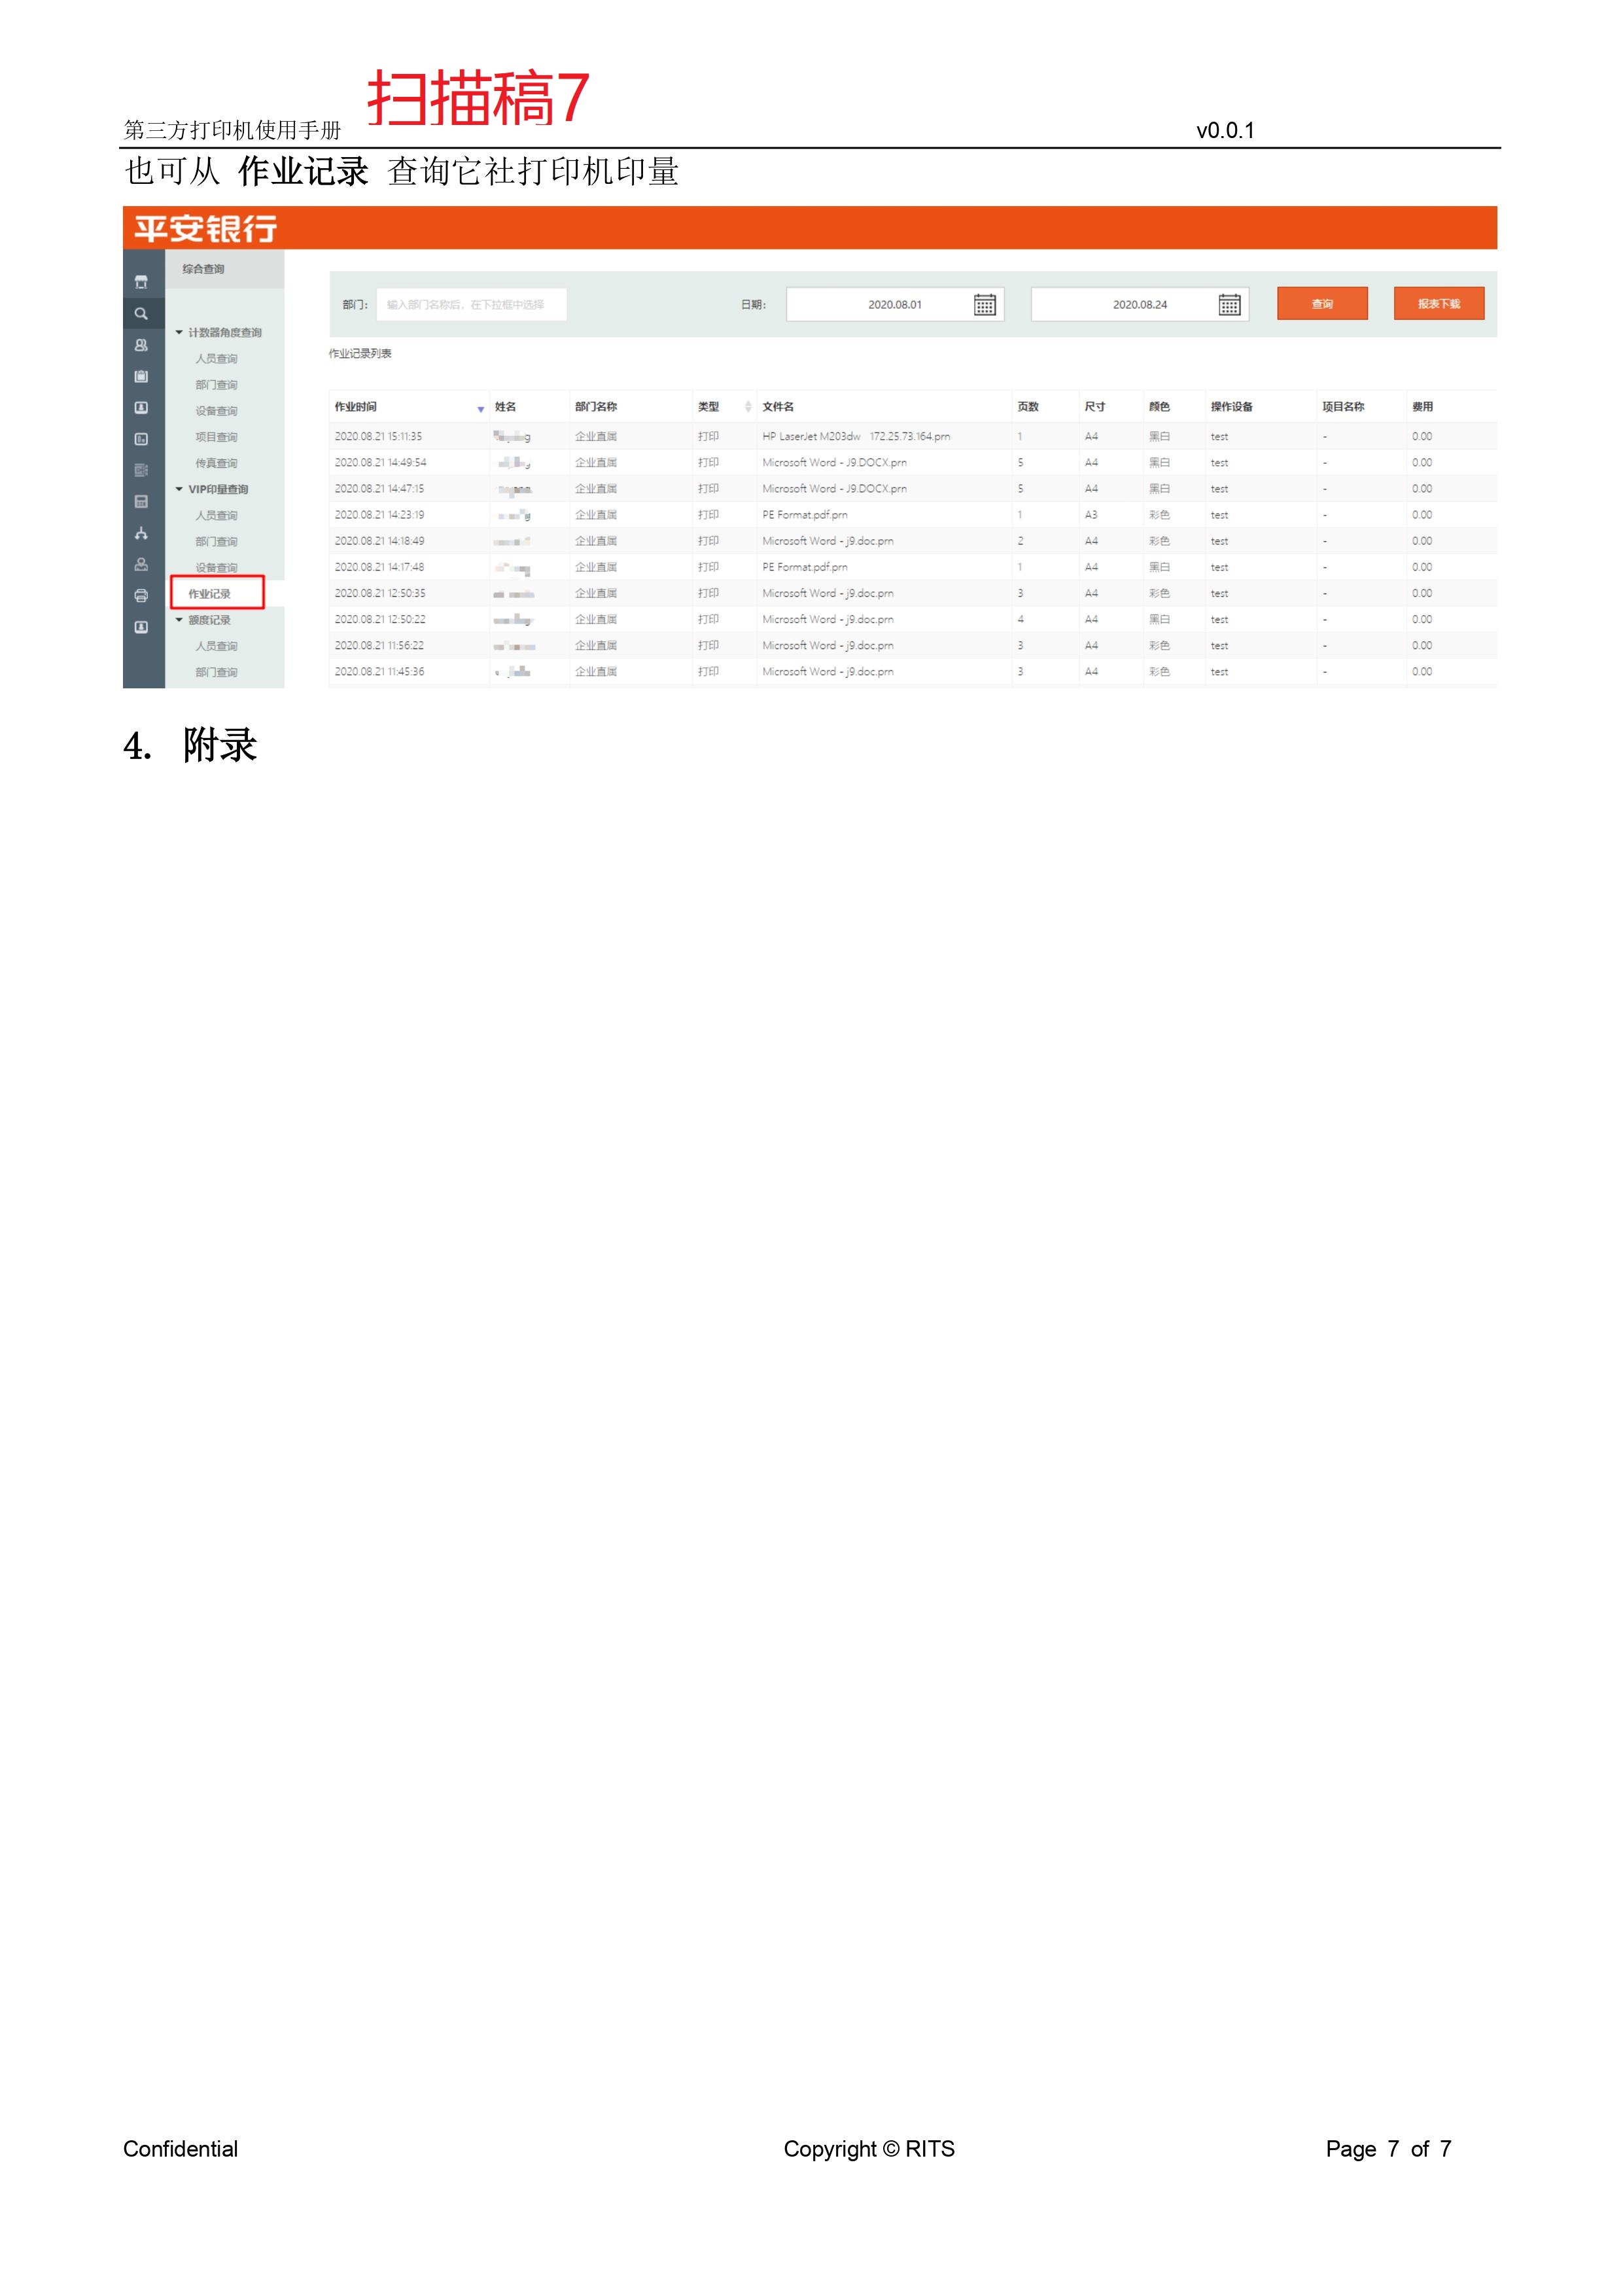 扫描稿7
第三方打印机使用手册 v0.0.1
也可从 作业记录 查询它社打印机印量
平安银行
综合查询
部门: 输入部门名称后，在下拉框中选择 日期: 2020.08.01 2020.08.24 查询 报表下载
计数器角度查询
人员查询
部门查询
设备查询
项目查询
传真查询
VIP印量查询
人员查询
部门查询
设备查询
作业记录
额度记录
人员查询
部门查询
作业记录列表
作业时间 姓名 部门名称 类型 文件名 页数 尺寸 颜色 操作设备 项目名称 费用
2020.08.21 15:11:35 企业直属 打印 HP LaserJet M203dw 172.25.73.164.prn 1 A4 黑白 test - 0.00
2020.08.21 14:49:54 企业直属 打印 Microsoft Word - J9.DOCX.prn 5 A4 黑白 test - 0.00
2020.08.21 14:47:15 企业直属 打印 Microsoft Word - J9.DOCX.prn 5 A4 黑白 test - 0.00
2020.08.21 14:23:19 企业直属 打印 PE Format.pdf.prn 1 A3 彩色 test - 0.00
2020.08.21 14:18:49 企业直属 打印 Microsoft Word - j9.doc.prn 2 A4 彩色 test - 0.00
2020.08.21 14:17:48 企业直属 打印 PE Format.pdf.prn 1 A4 黑白 test - 0.00
2020.08.21 12:50:35 企业直属 打印 Microsoft Word - j9.doc.prn 3 A4 彩色 test - 0.00
2020.08.21 12:50:22 企业直属 打印 Microsoft Word - j9.doc.prn 4 A4 黑白 test - 0.00
2020.08.21 11:56:22 企业直属 打印 Microsoft Word - j9.doc.prn 3 A4 彩色 test - 0.00
2020.08.21 11:45:36 企业直属 打印 Microsoft Word - j9.doc.prn 3 A4 彩色 test - 0.00
4. 附录
Confidential Copyright © RITS Page 7 of 7